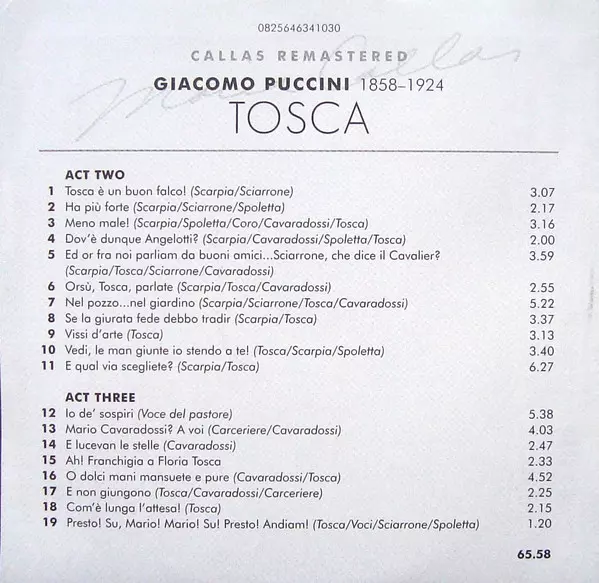 0825646341030
CALLAS REMASTERED
Maria Callas
GIACOMO PUCCINI 1858–1924
TOSCA
ACT TWO
1 Tosca è un buon falco! (Scarpia/Sciarrone) 3.07
2 Ha più forte (Scarpia/Sciarrone/Spoletta) 2.17
3 Meno male! (Scarpia/Spoletta/Coro/Cavaradossi/Tosca) 3.16
4 Dov'è dunque Angelotti? (Scarpia/Cavaradossi/Spoletta/Tosca) 2.00
5 Ed or fra noi parliam da buoni amici...Sciarrone, che dice il Cavalier? 3.59
(Scarpia/Tosca/Sciarrone/Cavaradossi)
6 Orsù, Tosca, parlate (Scarpia/Tosca/Cavaradossi) 2.55
7 Nel pozzo...nel giardino (Scarpia/Sciarrone/Tosca/Cavaradossi) 5.22
8 Se la giurata fede debbo tradir (Scarpia/Tosca) 3.37
9 Vissi d'arte (Tosca) 3.13
10 Vedi, le man giunte io stendo a te! (Tosca/Scarpia/Spoletta) 3.40
11 E qual via scegliete? (Scarpia/Tosca) 6.27
ACT THREE
12 Io de' sospiri (Voce del pastore) 5.38
13 Mario Cavaradossi? A voi (Carceriere/Cavaradossi) 4.03
14 E lucevan le stelle (Cavaradossi) 2.47
15 Ah! Franchigia a Floria Tosca 2.33
16 O dolci mani mansuete e pure (Cavaradossi/Tosca) 4.52
17 E non giungono (Tosca/Cavaradossi/Carceriere) 2.25
18 Com'è lunga l'attesa! (Tosca) 2.15
19 Presto! Su, Mario! Mario! Su! Presto! Andiam! (Tosca/Voci/Sciarrone/Spoletta) 1.20
65.58